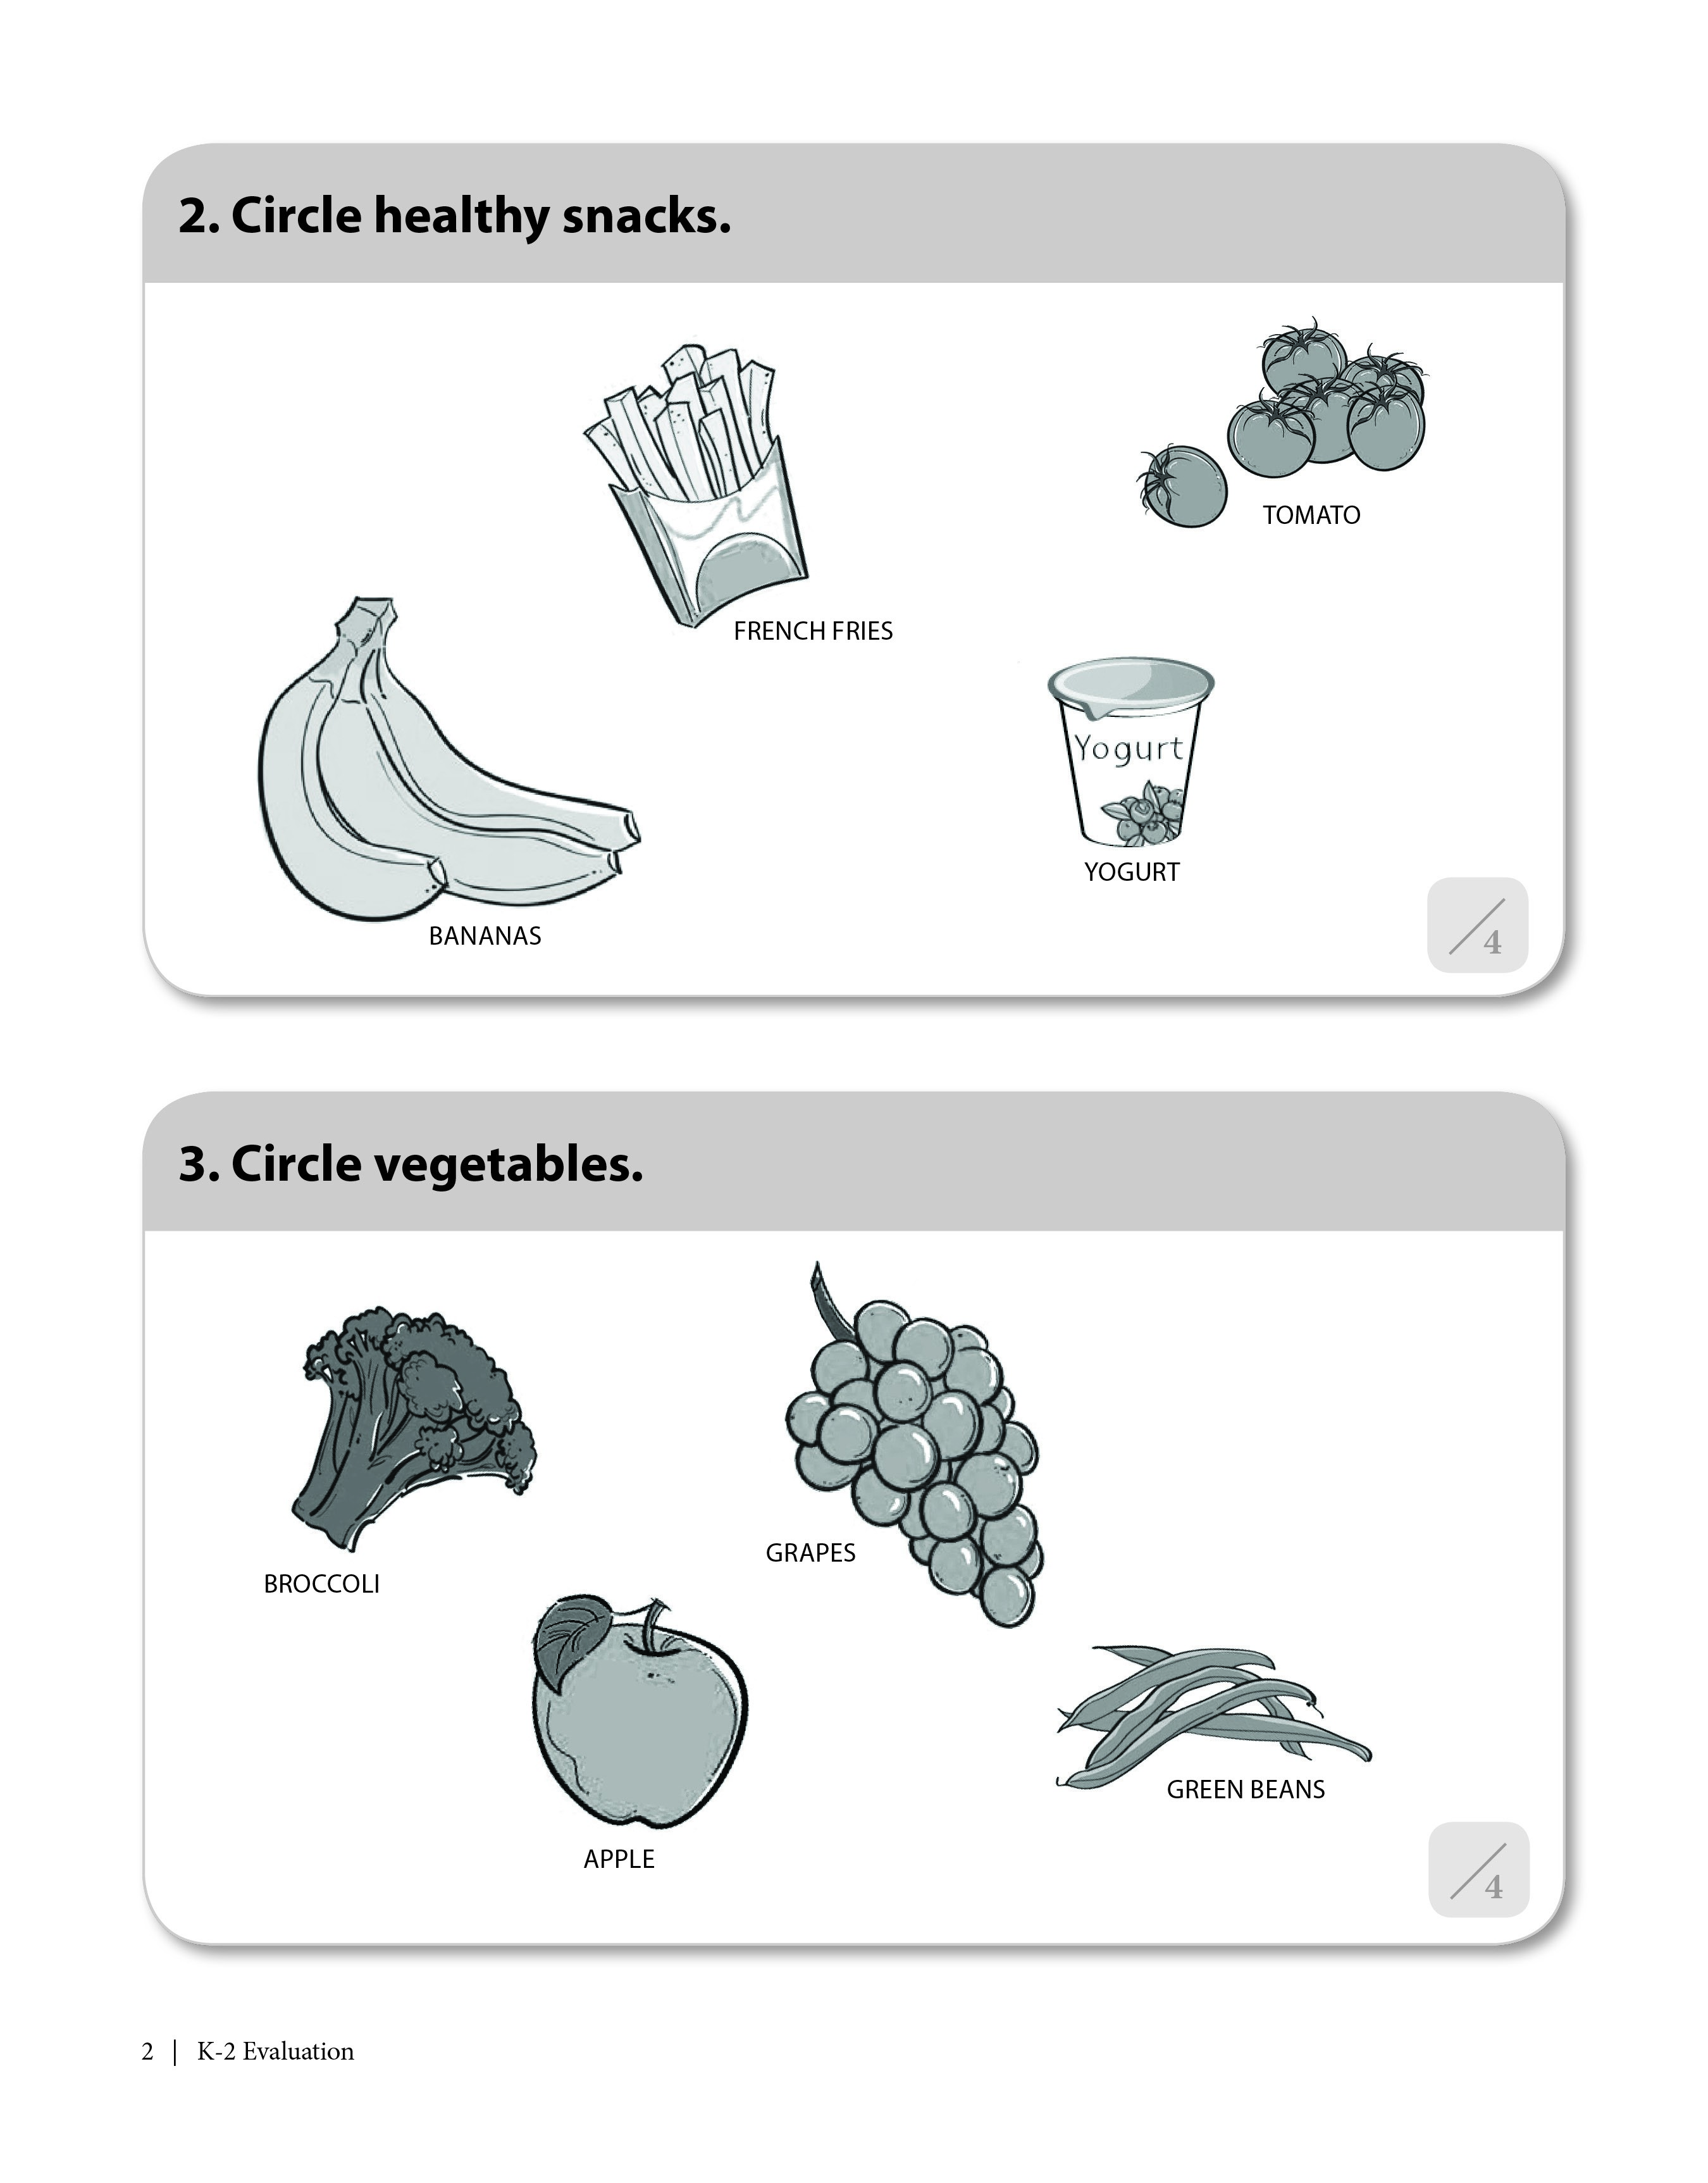 2. Circle healthy snacks.
TOMATO
FRENCH FRIES
Yogurt
YOGURT
BANANAS
/4
3. Circle vegetables.
GRAPES
BROCCOLI
GREEN BEANS
APPLE
/4
2 | K-2 Evaluation